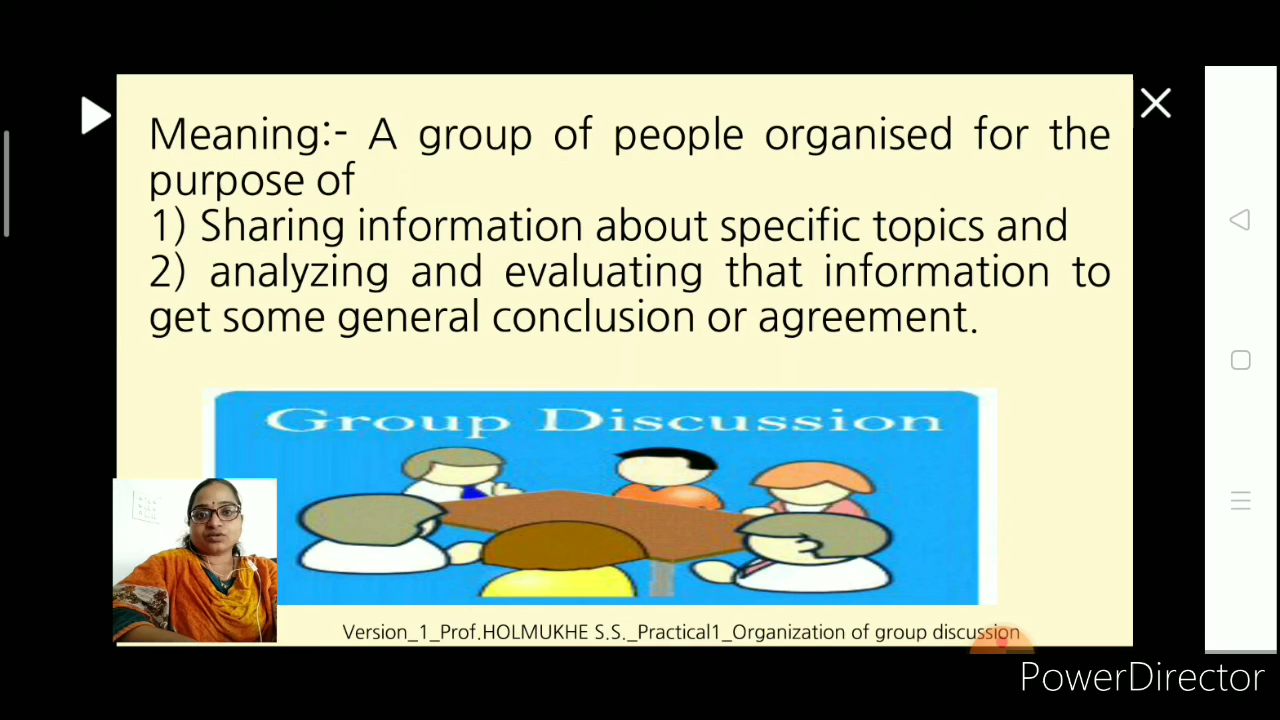 Meaning:- A group of people organised for the
purpose of
1) Sharing information about specific topics and
2) analyzing and evaluating that information to
get some general conclusion or agreement.
Group Discussion
Version_1_Prof.HOLMUKHE S.S._Practical1_Organization of group discussion
PowerDirector